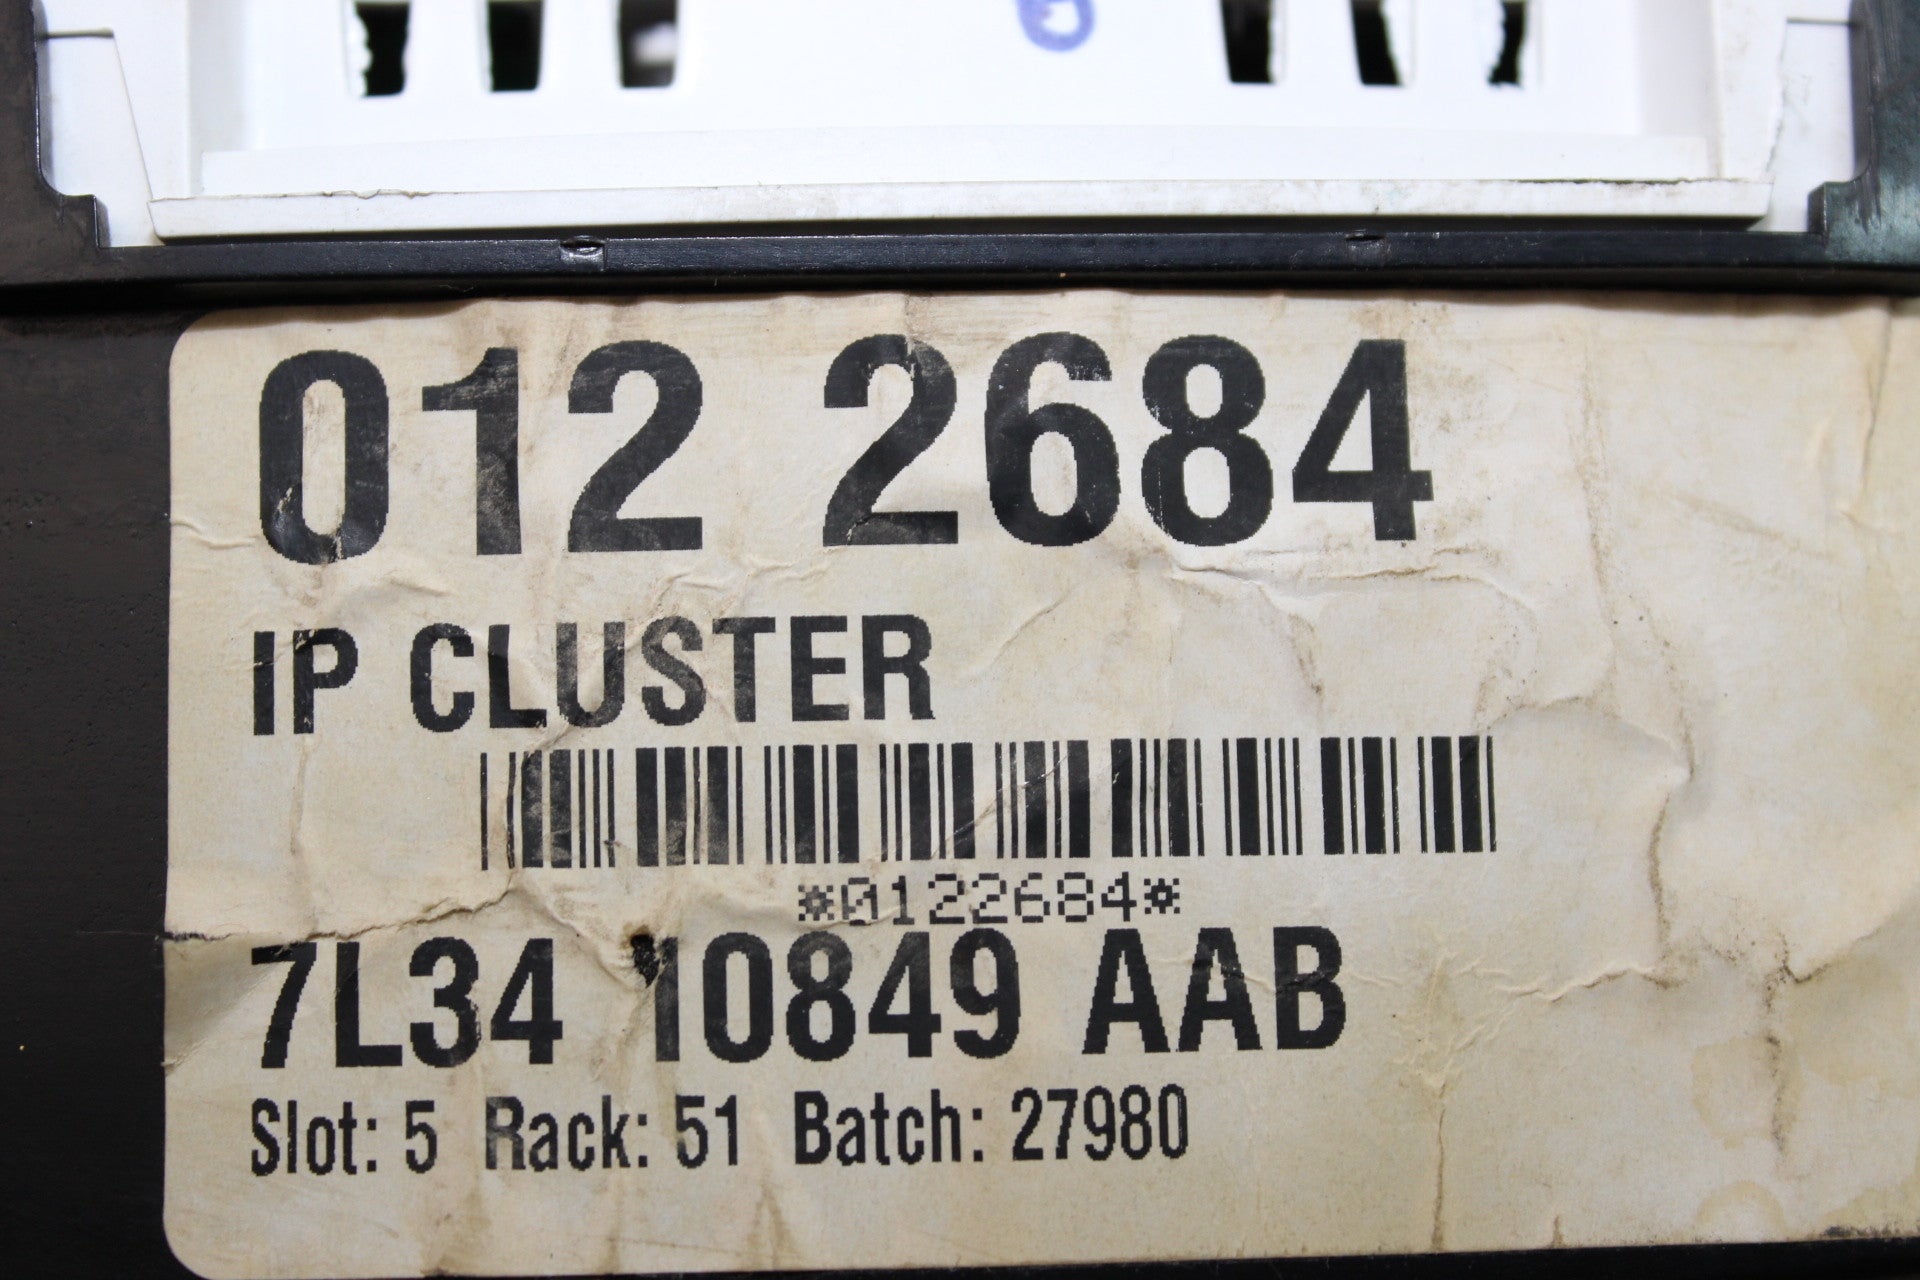 012 2684
IP CLUSTER
*0122684*
7L34 10849 AAB
Slot: 5 Rack: 51 Batch: 27980